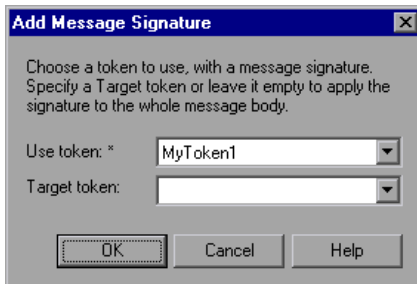 Add Message Signature
Choose a token to use, with a message signature.
Specify a Target token or leave it empty to apply the
signature to the whole message body.
Use token: * MyToken1
Target token:
OK Cancel Help